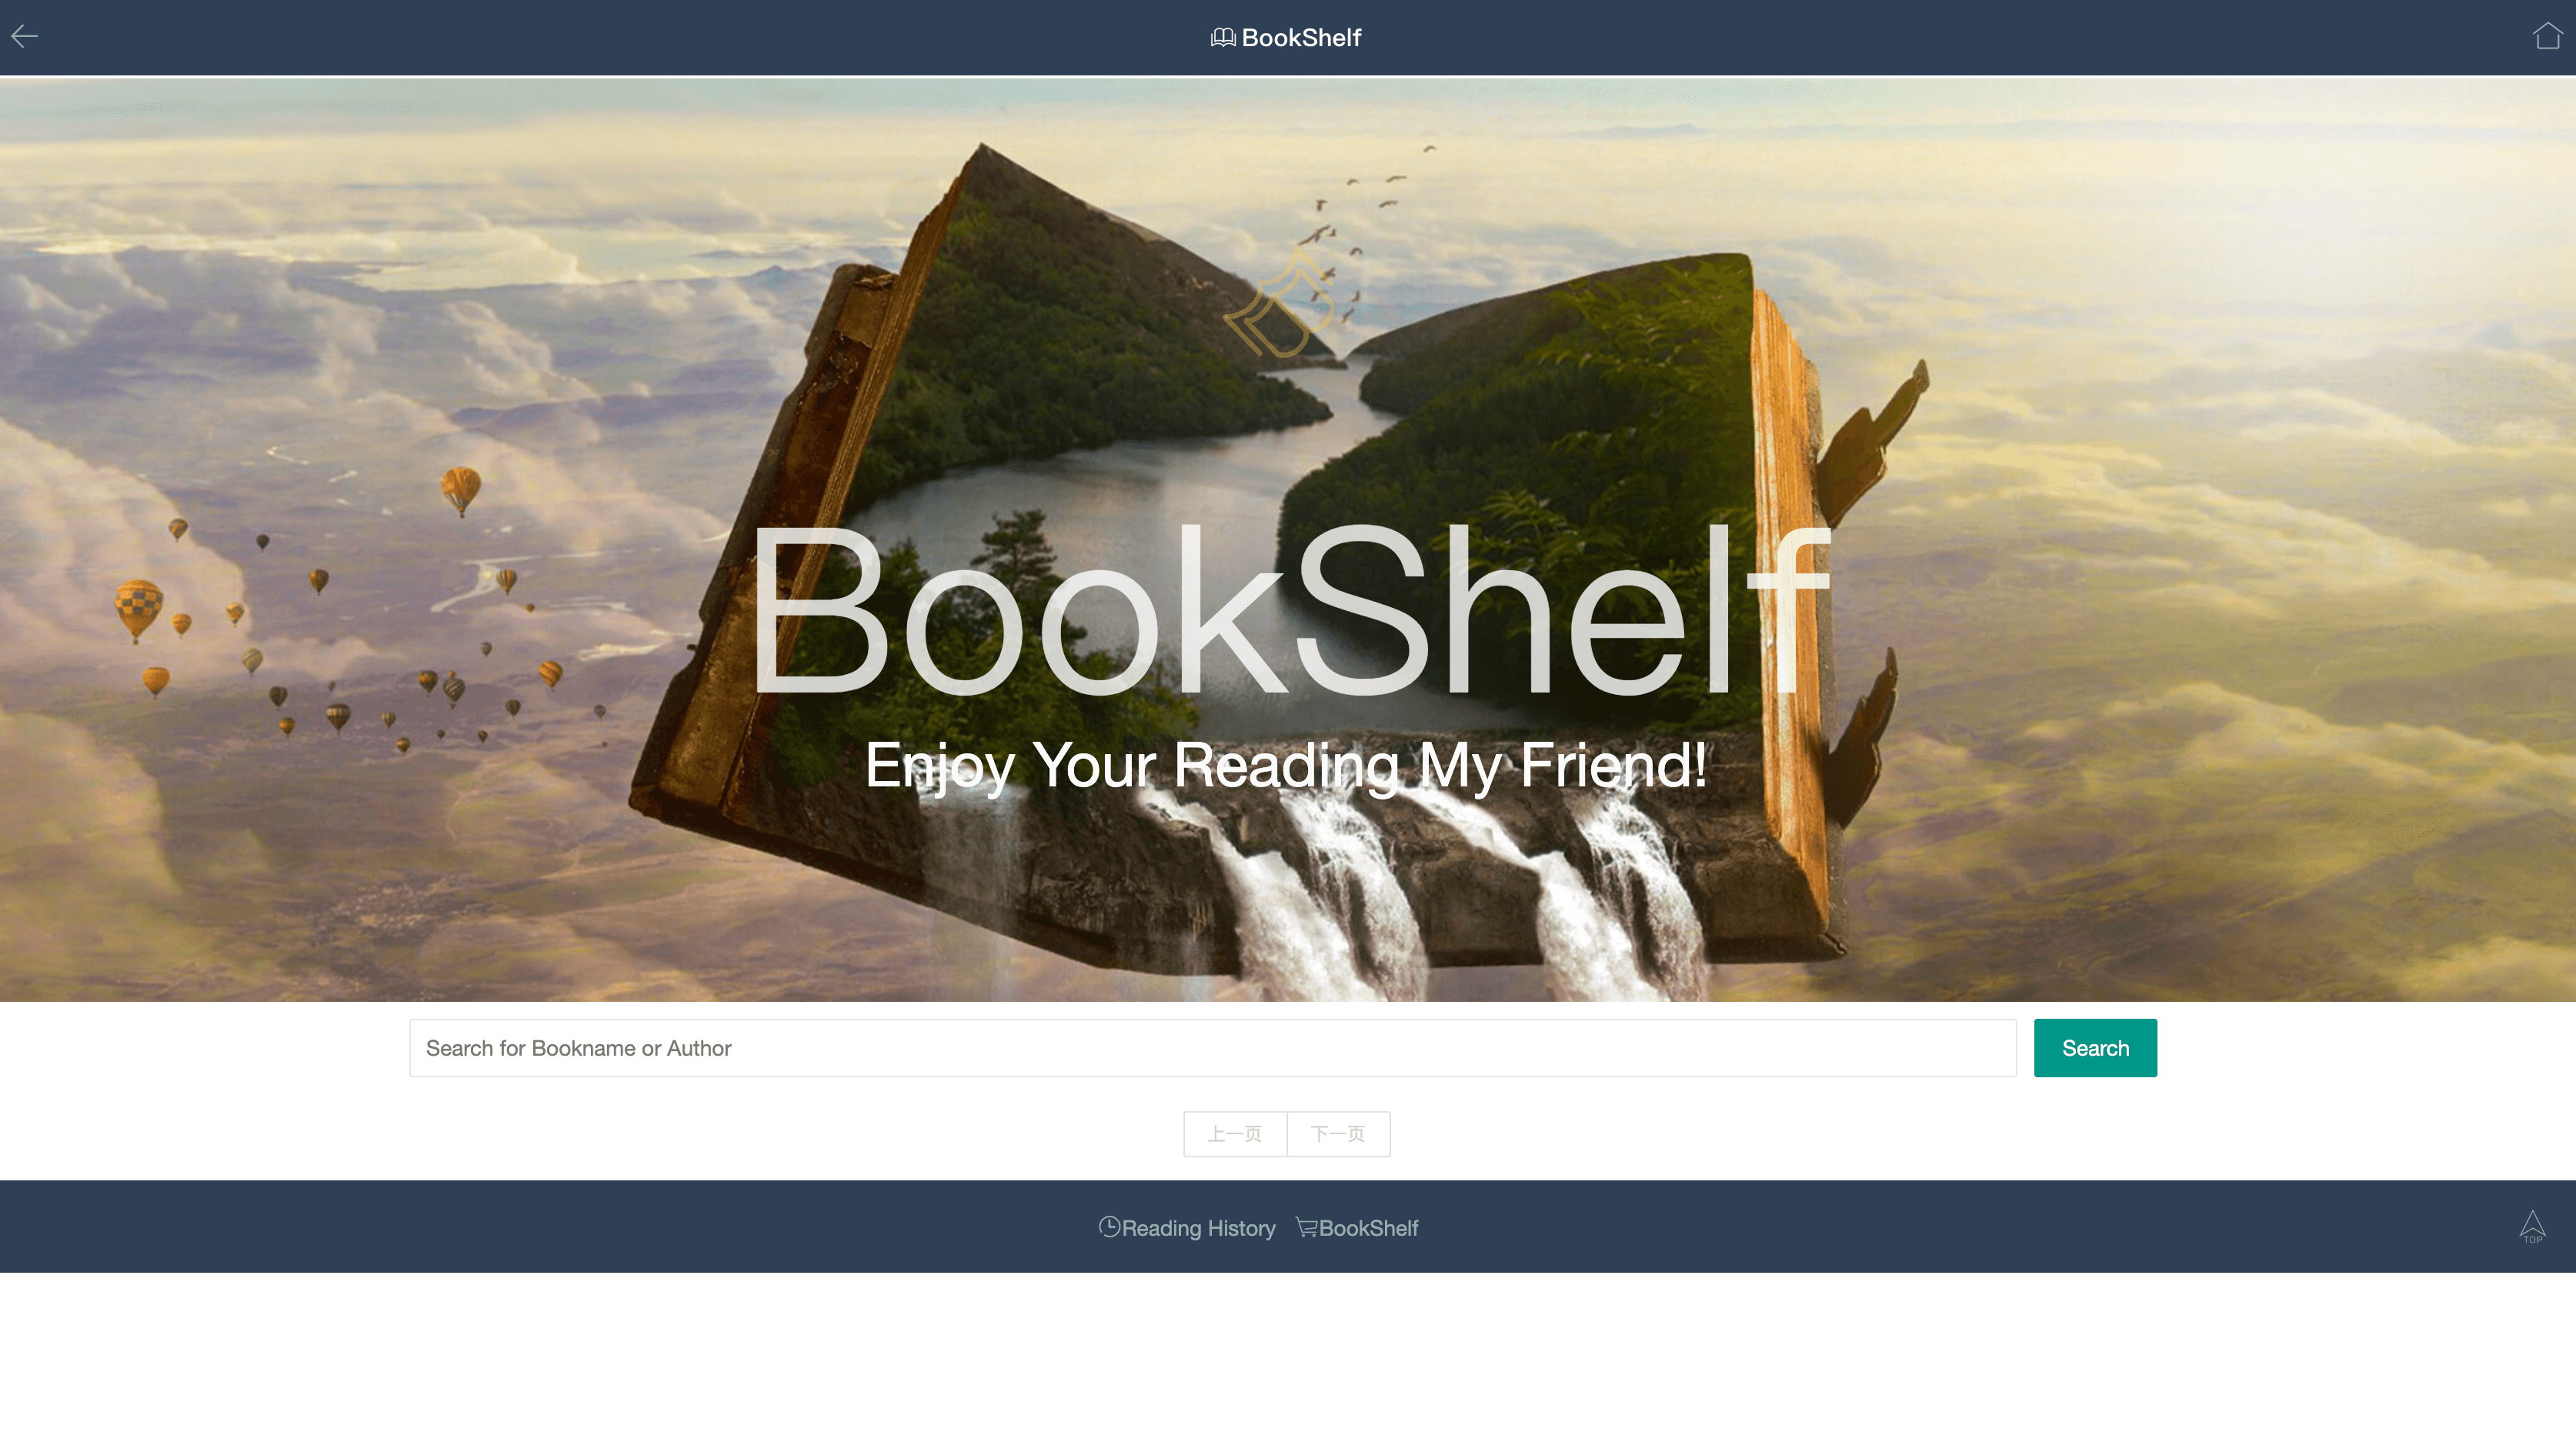 BookShelf
BookShelf
Enjoy Your Reading My Friend!
Search for Bookname or Author
Search
上一页 下一页
Reading History BookShelf
TOP